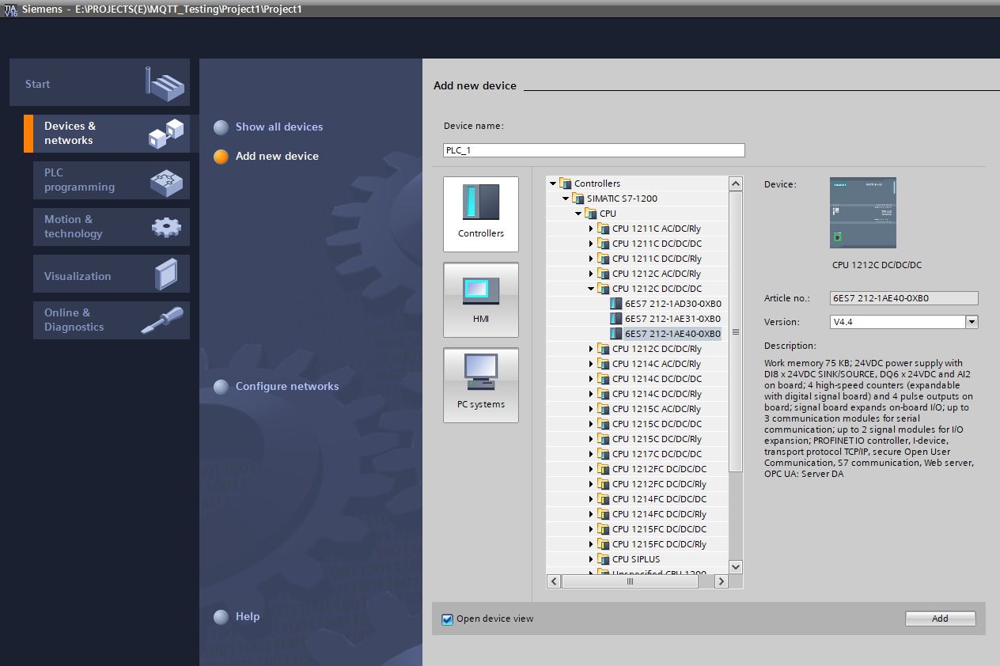 TIA
V16
Siemens - E:\PROJECTS(E)\MQTT_Testing\Project1\Project1
Start
Devices &
networks
PLC
programming
Motion &
technology
Visualization
Online &
Diagnostics
Show all devices
Add new device
Configure networks
Help
Add new device
Device name:
PLC_1
Controllers
HMI
PC systems
Controllers
SIMATIC S7-1200
CPU
CPU 1211C AC/DC/Rly
CPU 1211C DC/DC/DC
CPU 1211C DC/DC/Rly
CPU 1212C AC/DC/Rly
CPU 1212C DC/DC/DC
6ES7 212-1AD30-0XB0
6ES7 212-1AE31-0XB0
6ES7 212-1AE40-0XB0
CPU 1212C DC/DC/Rly
CPU 1214C AC/DC/Rly
CPU 1214C DC/DC/DC
CPU 1214C DC/DC/Rly
CPU 1215C AC/DC/Rly
CPU 1215C DC/DC/DC
CPU 1215C DC/DC/Rly
CPU 1217C DC/DC/DC
CPU 1212FC DC/DC/DC
CPU 1212FC DC/DC/Rly
CPU 1214FC DC/DC/DC
CPU 1214FC DC/DC/Rly
CPU 1215FC DC/DC/DC
CPU 1215FC DC/DC/Rly
CPU SIPLUS
Unspecified CPU 1200
Device:
CPU 1212C DC/DC/DC
Article no.:
6ES7 212-1AE40-0XB0
Version:
V4.4
Description:
Work memory 75 KB; 24VDC power supply with
DI8 x 24VDC SINK/SOURCE, DQ6 x 24VDC and AI2
on board; 4 high-speed counters (expandable
with digital signal board) and 4 pulse outputs on
board; signal board expands on-board I/O; up to
3 communication modules for serial
communication; up to 2 signal modules for I/O
expansion; PROFINET IO controller, I-device,
transport protocol TCP/IP, secure Open User
Communication, S7 communication, Web server,
OPC UA: Server DA
Open device view
Add